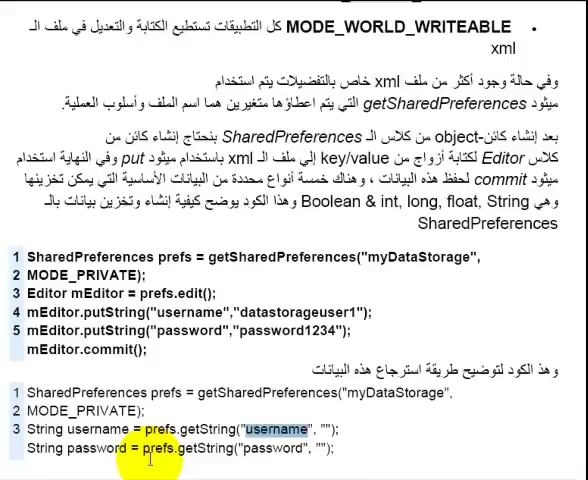 • MODE_WORLD_WRITEABLE كل التطبيقات تستطيع الكتابة والتعديل في ملف الـ
xml
وفي حالة وجود أكثر من ملف xml خاص بالتفضيلات يتم استخدام
ميثود getSharedPreferences التي يتم اعطاؤها متغيرين هما اسم الملف وأسلوب العملية.
بعد إنشاء كائن-object من كلاس الـ SharedPreferences بنحتاج إنشاء كائن من
كلاس Editor لكتابة أزواج من key/value إلي ملف الـ xml باستخدام ميثود put وفي النهاية استخدام
ميثود commit لحفظ هذه البيانات ، وهناك خمسة أنواع محددة من البيانات الأساسية التي يمكن تخزينها
وهي Boolean & int, long, float, String وهذا الكود يوضح كيفية إنشاء وتخزين بيانات بالـ
SharedPreferences
1 SharedPreferences prefs = getSharedPreferences("myDataStorage",
2 MODE_PRIVATE);
3 Editor mEditor = prefs.edit();
4 mEditor.putString("username","datastorageuser1");
5 mEditor.putString("password","password1234");
mEditor.commit();
وهذ الكود لتوضيح طريقة استرجاع هذه البيانات
1 SharedPreferences prefs = getSharedPreferences("myDataStorage",
2 MODE_PRIVATE);
3 String username = prefs.getString("username", "");
String password = prefs.getString("password", "");